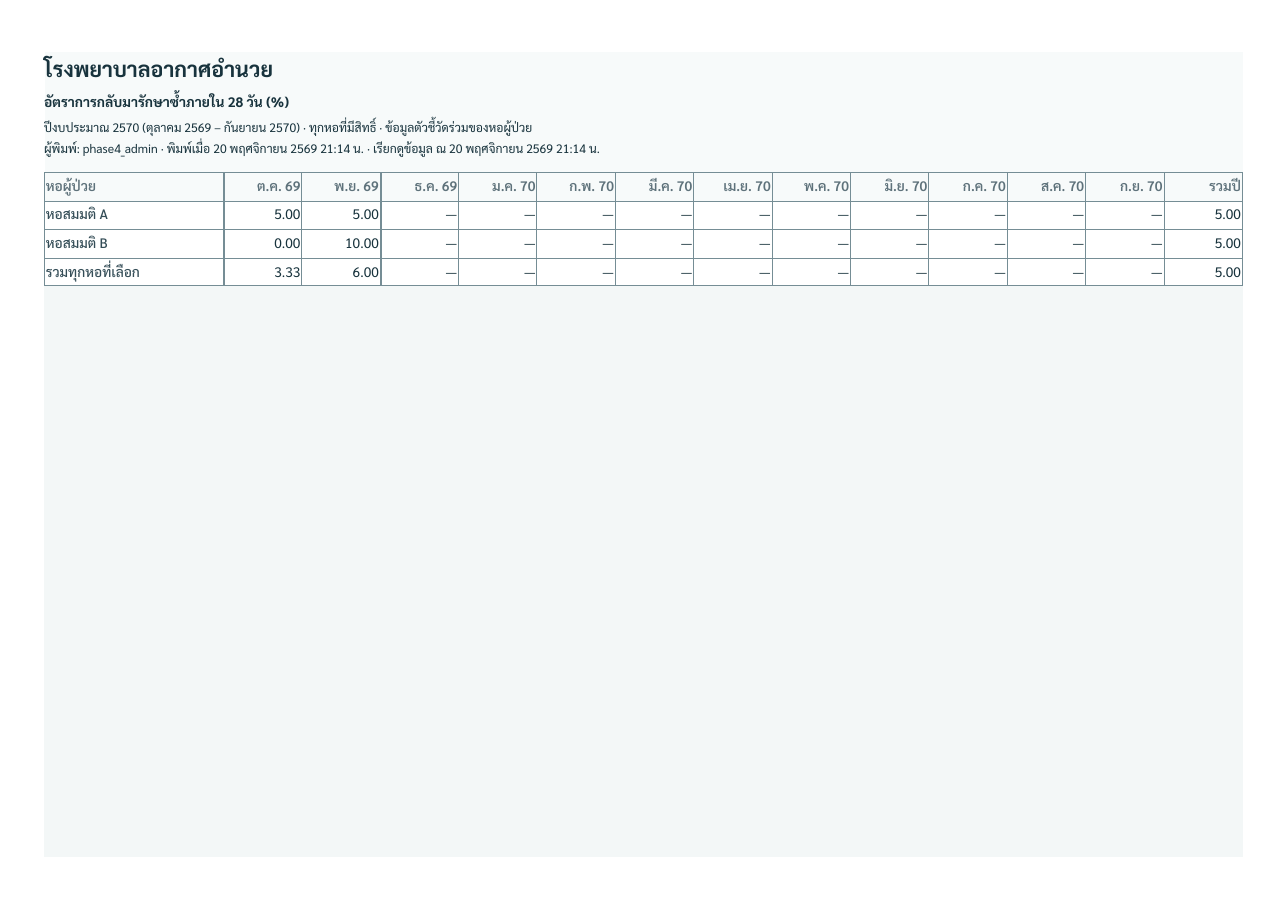 โรงพยาบาลอากาศอำนวย
อัตราการกลับมารักษาซ้ำภายใน 28 วัน (%)
ปีงบประมาณ 2570 (ตุลาคม 2569 – กันยายน 2570) · ทุกหอที่มีสิทธิ์ · ข้อมูลตัวชี้วัดร่วมของหอผู้ป่วย
ผู้พิมพ์: phase4_admin · พิมพ์เมื่อ 20 พฤศจิกายน 2569 21:14 น. · เรียกดูข้อมูล ณ 20 พฤศจิกายน 2569 21:14 น.
หอผู้ป่วย ต.ค. 69 พ.ย. 69 ธ.ค. 69 ม.ค. 70 ก.พ. 70 มี.ค. 70 เม.ย. 70 พ.ค. 70 มิ.ย. 70 ก.ค. 70 ส.ค. 70 ก.ย. 70 รวมปี
หอสมมติ A 5.00 5.00 — — — — — — — — — — 5.00
หอสมมติ B 0.00 10.00 — — — — — — — — — — 5.00
รวมทุกหอที่เลือก 3.33 6.00 — — — — — — — — — — 5.00